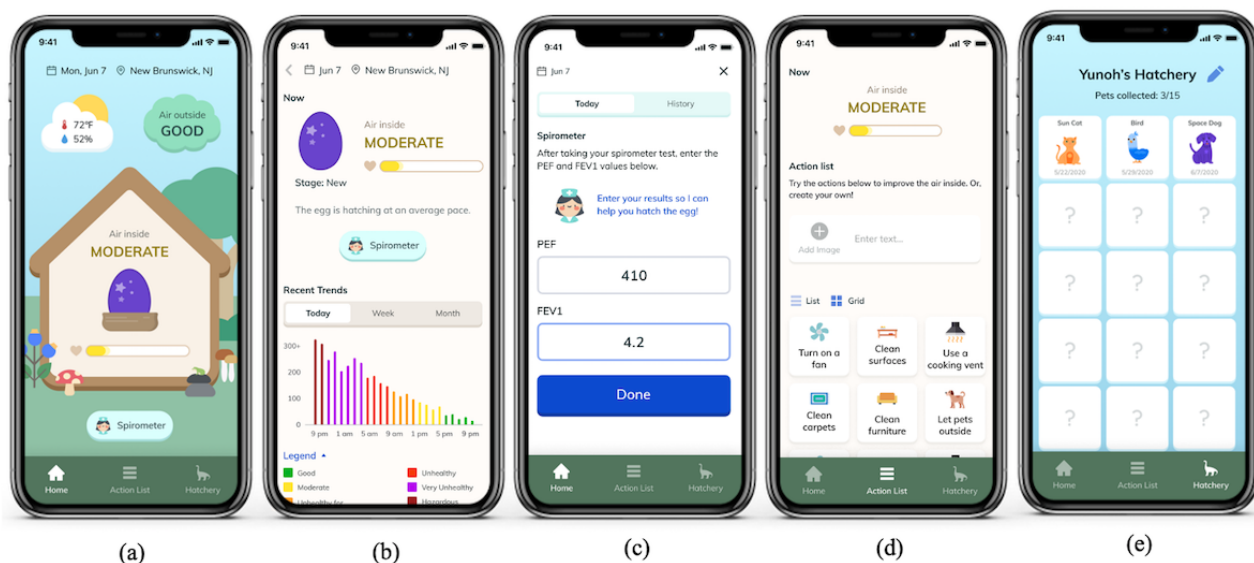 9:41
Mon, Jun 7 New Brunswick, NJ
72°F
52%
Air outside
GOOD
Air inside
MODERATE
Spirometer
Home Action List Hatchery
(a)
9:41
Jun 7 New Brunswick, NJ
Now
Air inside
MODERATE
Stage: New
The egg is hatching at an average pace.
Spirometer
Recent Trends
Today Week Month
300+
200
100
0
9 pm 1 am 5 am 9 am 1 pm 5 pm 9 pm
Legend
Good Unhealthy
Moderate Very Unhealthy
Unhealthy for Hazardous
Home Action List Hatchery
(b)
9:41
Jun 7
Today History
Spirometer
After taking your spirometer test, enter the
PEF and FEV1 values below.
Enter your results so I can
help you hatch the egg!
PEF
410
FEV1
4.2
Done
Home Action List Hatchery
(c)
9:41
Now
Air inside
MODERATE
Action list
Try the actions below to improve the air inside. Or,
create your own!
Add Image Enter text...
List Grid
Turn on a
fan
Clean
surfaces
Use a
cooking vent
Clean
carpets
Clean
furniture
Let pets
outside
Home Action List Hatchery
(d)
9:41
Yunoh's Hatchery
Pets collected: 3/15
Sun Cat Bird Space Dog
5/22/2020 5/29/2020 6/7/2020
? ? ?
? ? ?
? ? ?
? ? ?
Home Action List Hatchery
(e)